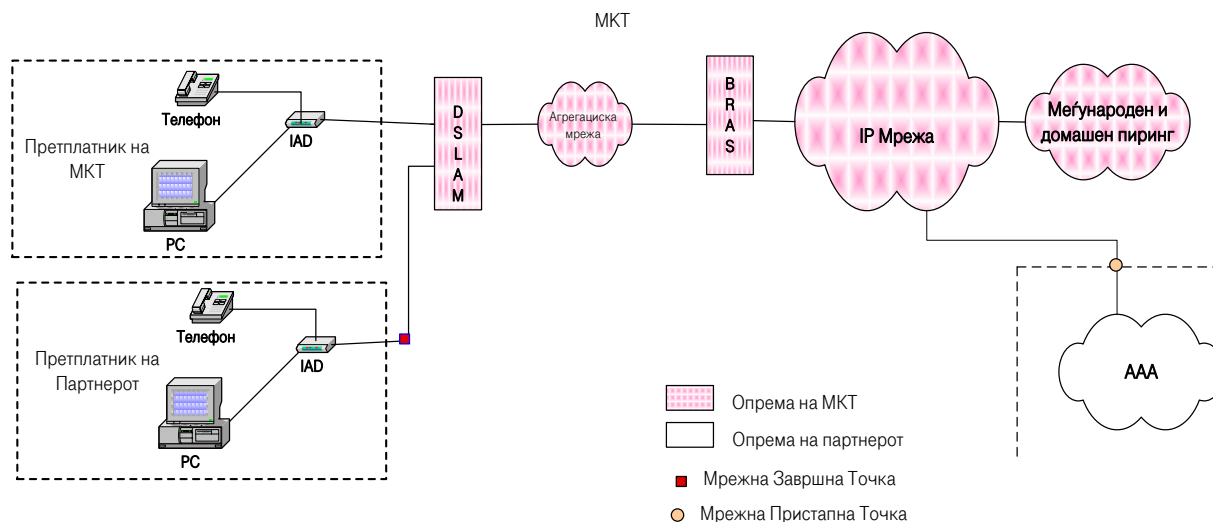 МКТ
Телефон
IAD
Претплатник на
МКТ
PC
D
S
L
A
M
Агрегациска
мрежа
B
R
A
S
IP Мрежа
Меѓународен и
домашен пиринг
Телефон
IAD
Претплатник на
Партнерот
PC
AAA
Опрема на МКТ
Опрема на партнерот
Мрежна Завршна Точка
Мрежна Пристапна Точка